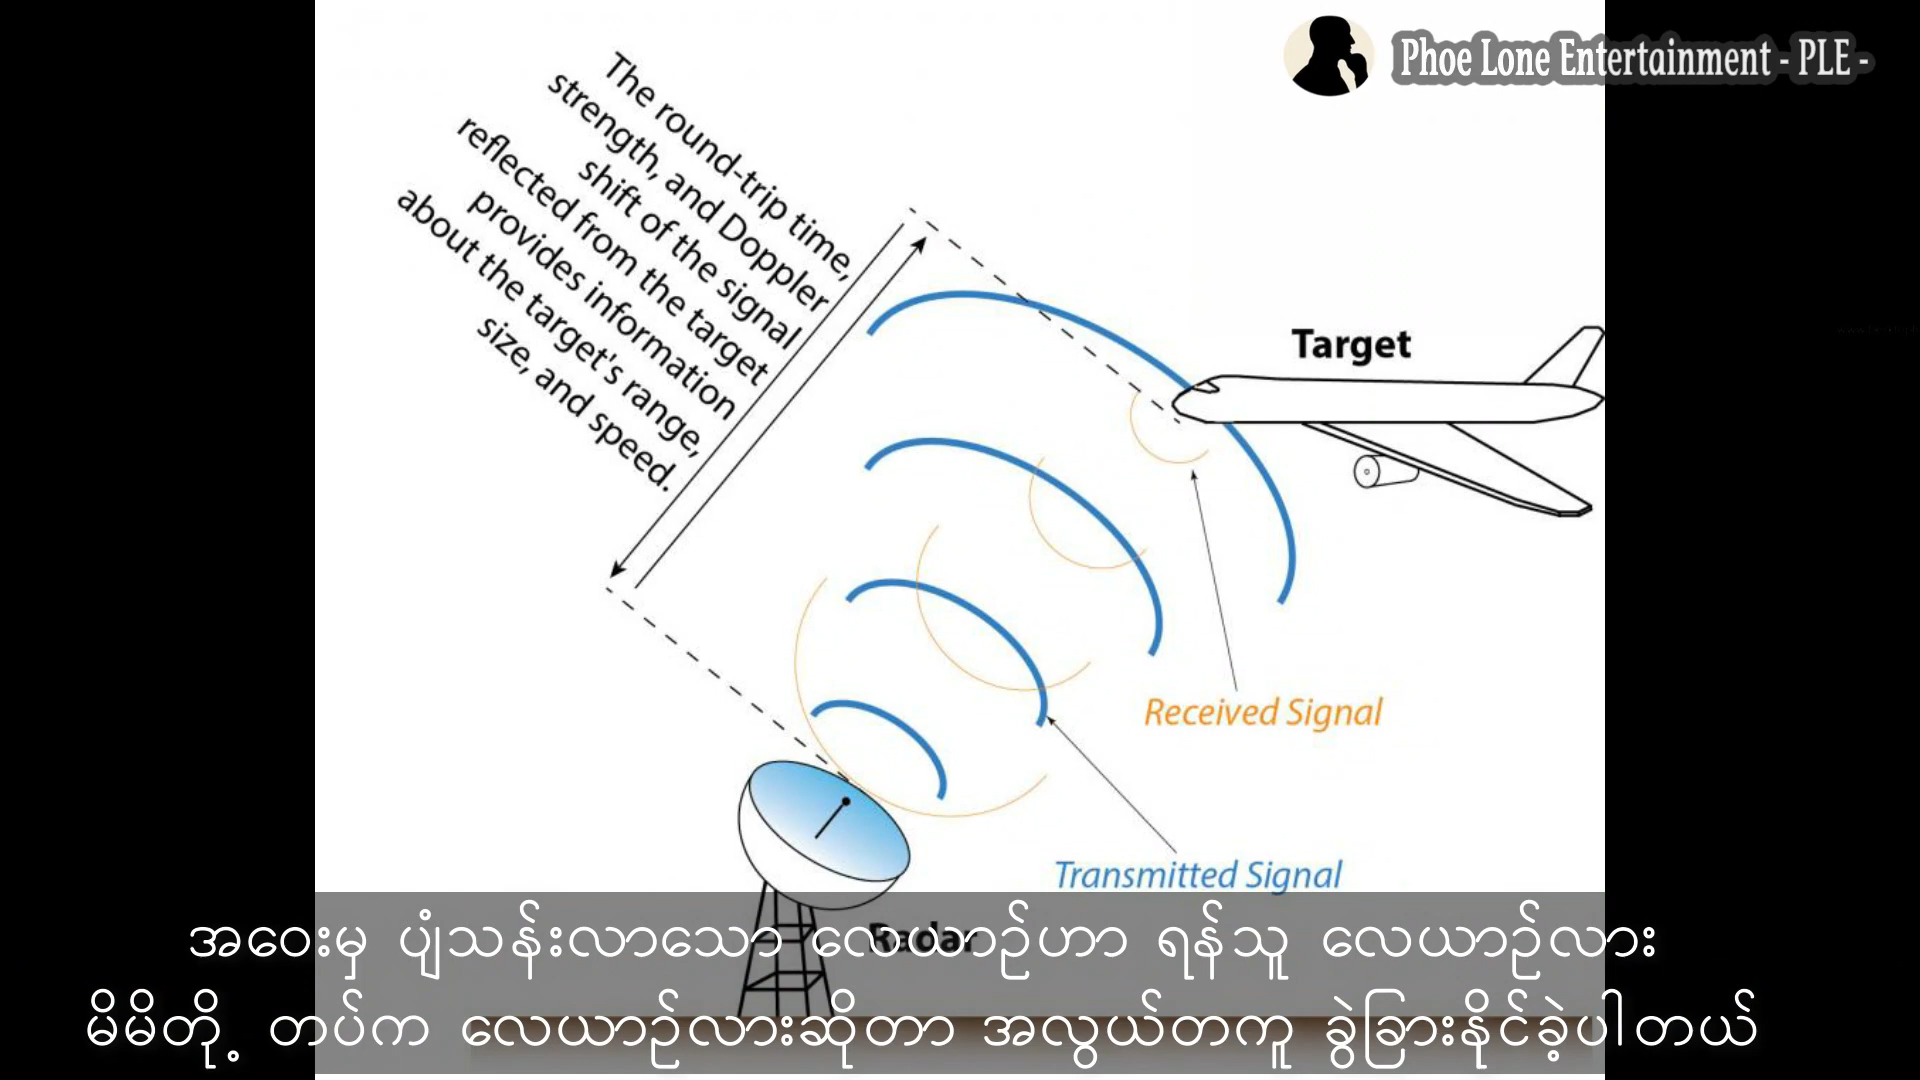 Phoe Lone Entertainment - PLE -
The round-trip time,
strength, and Doppler
shift of the signal
reflected from the target
provides information
about the target's range,
size, and speed.
Target
Received Signal
Transmitted Signal
Radar
အဝေးမှ ပျံသန်းလာသော လေယာဉ်ဟာ ရန်သူ လေယာဉ်လား
မိမိတို့ တပ်က လေယာဉ်လားဆိုတာ အလွယ်တကူ ခွဲခြားနိုင်ခဲ့ပါတယ်